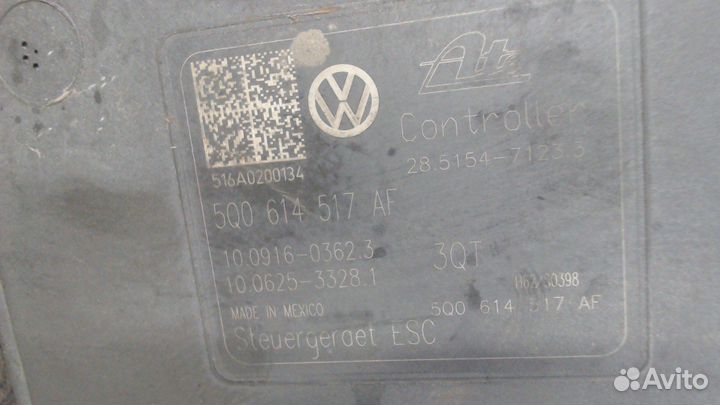 Ate
Controller
28.5154-7123.3
516A0200134
5Q0 614 517 AF
10.0916-0362.3
3QT
10.0625-3328.1
MADE IN MEXICO
5Q0 614 517 AF
Steuergeraet ESC
Avito